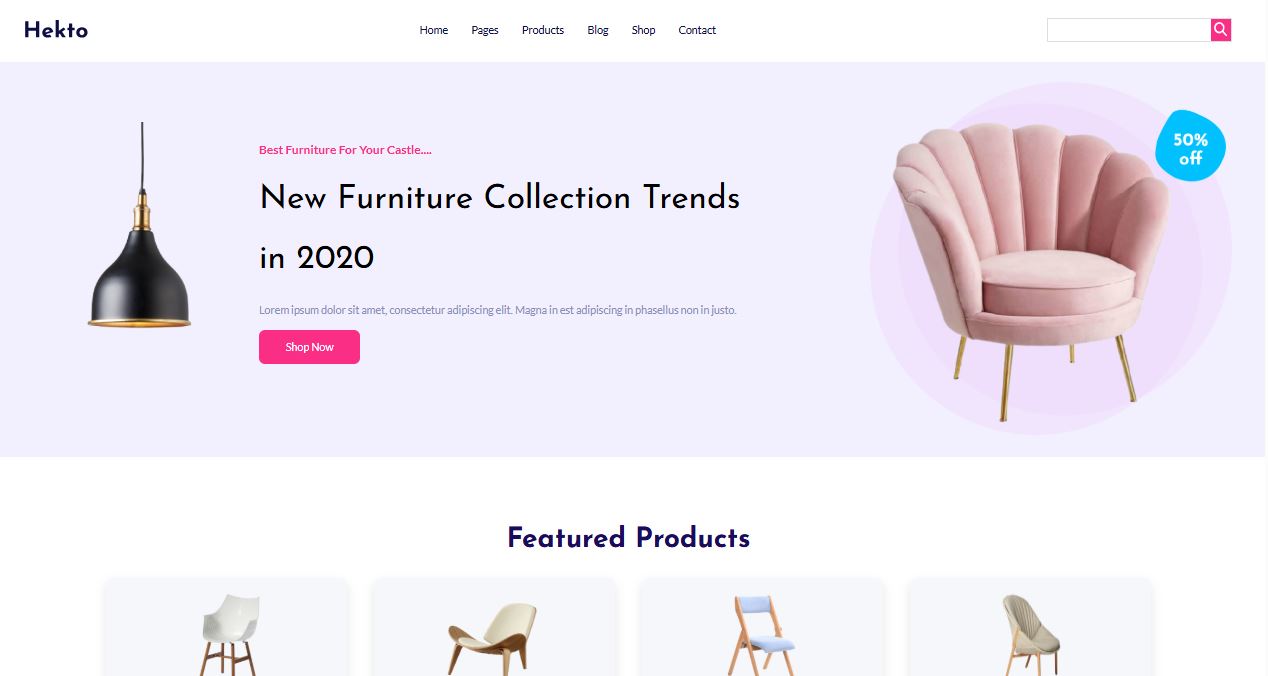 Hekto
Home Pages Products Blog Shop Contact
Best Furniture For Your Castle....
New Furniture Collection Trends
in 2020
Lorem ipsum dolor sit amet, consectetur adipiscing elit. Magna in est adipiscing in phasellus non in justo.
Shop Now
50%
off
Featured Products